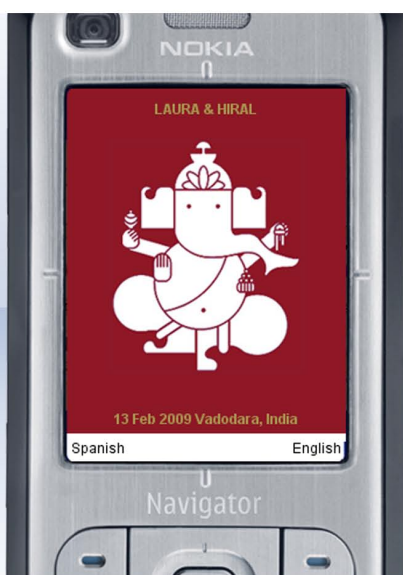 NOKIA
LAURA & HIRAL
13 Feb 2009 Vadodara, India
Spanish English
Navigator